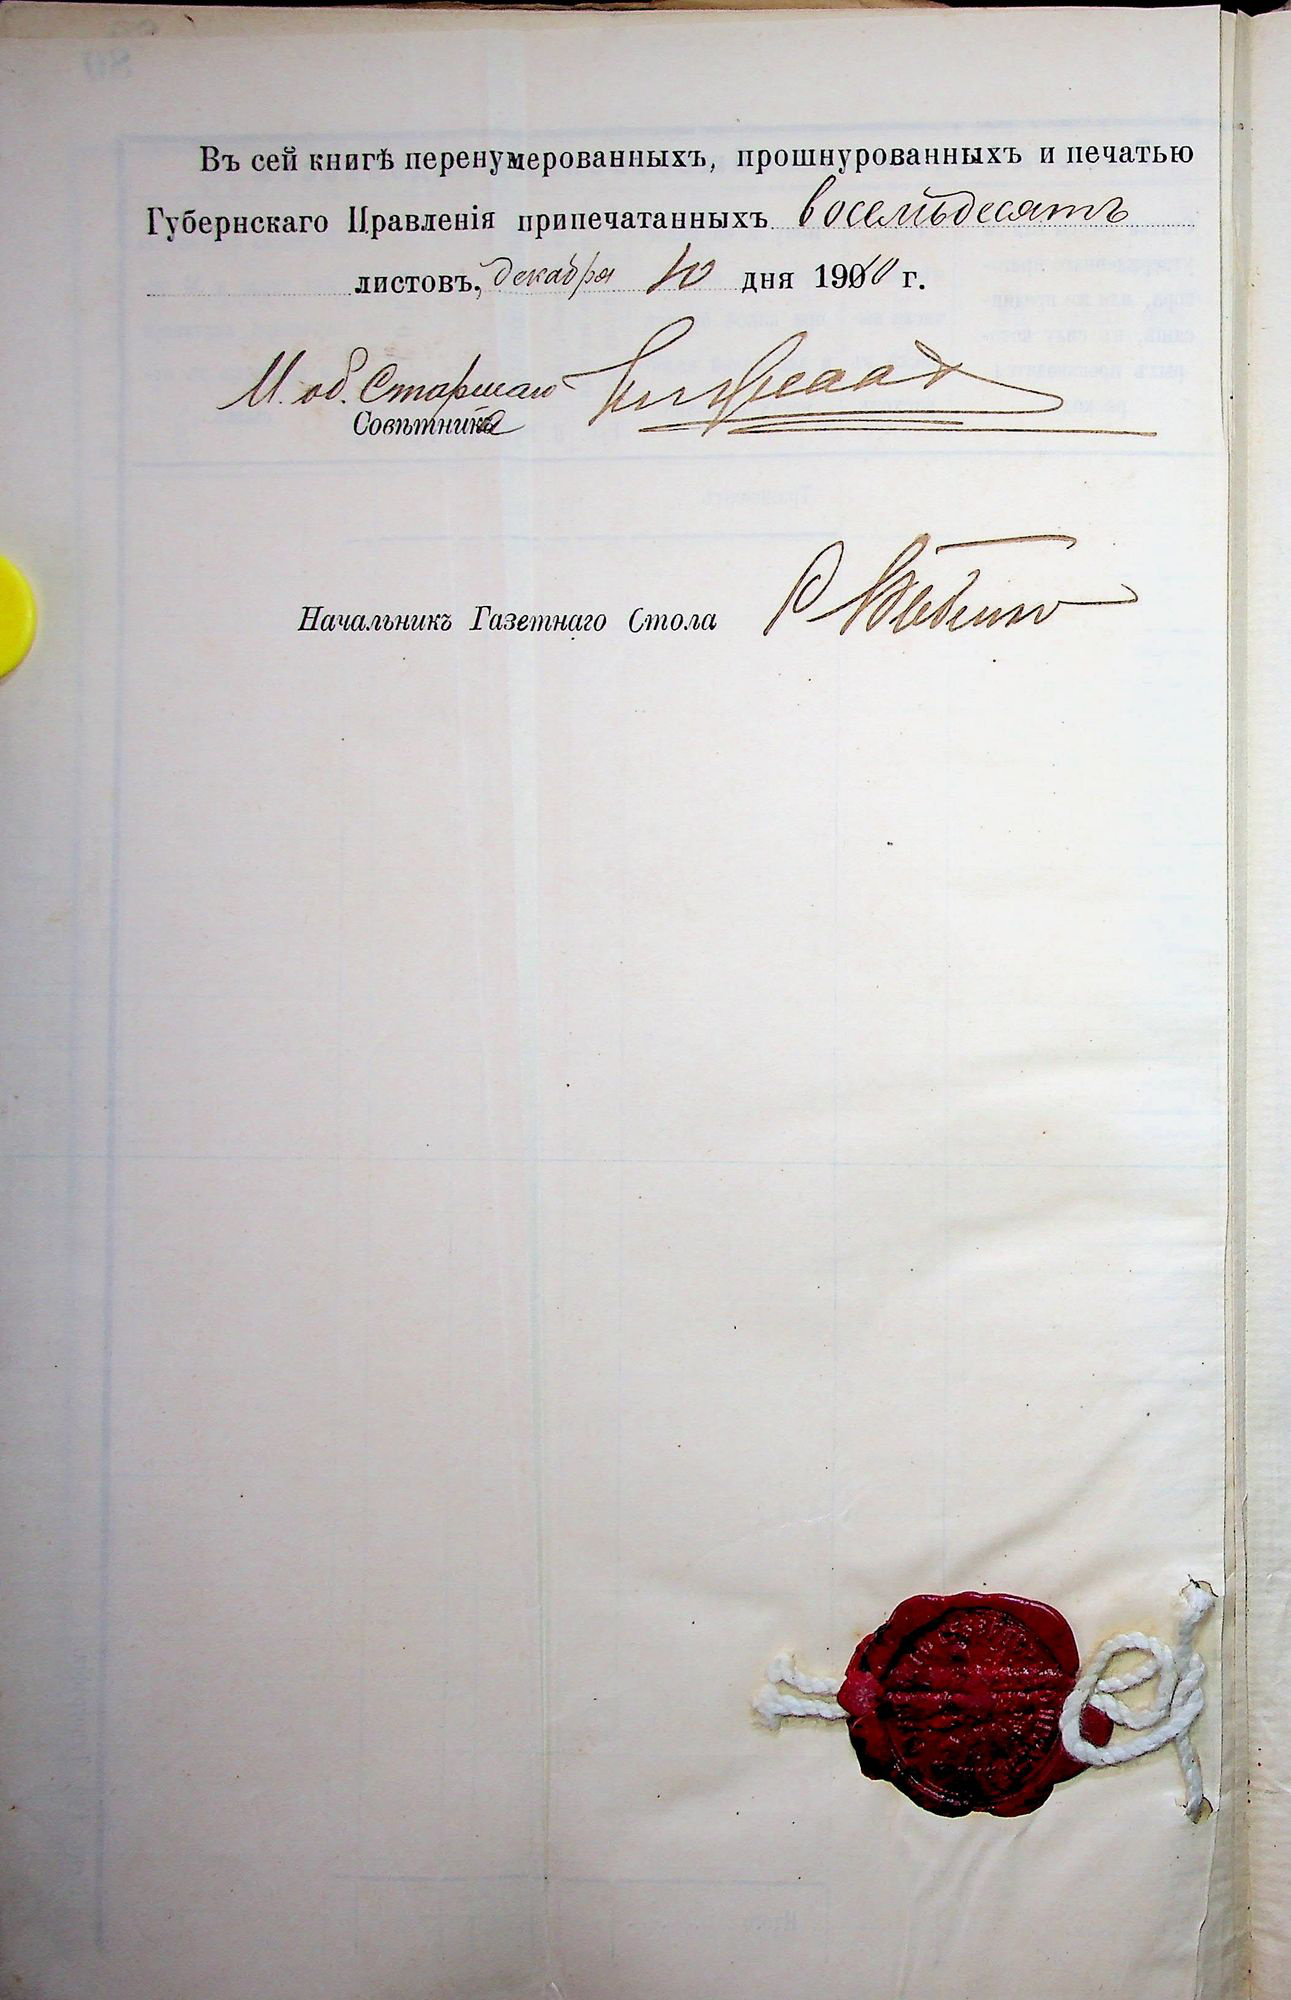 Въ сей книгѣ перенумерованныхъ, прошнурованныхъ и печатью
Губернскаго Правленія припечатанныхъ восемьдесятъ
листовъ, декабря 10 дня 1910 г.
И. об. Старшаго
Совѣтника
Начальникъ Газетнаго Стола